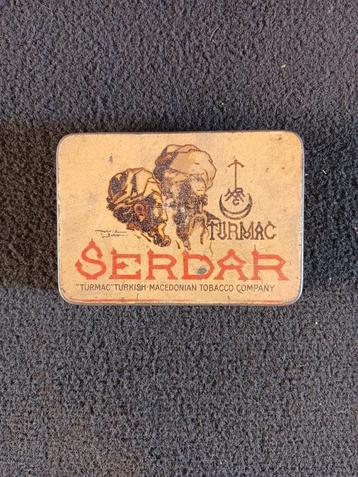 TURMAC
SERDAR
"TURMAC" TURKISH-MACEDONIAN TOBACCO COMPANY